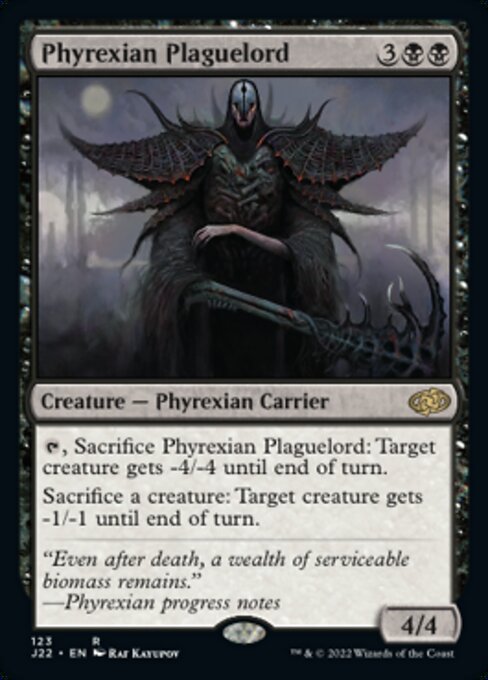 Phyrexian Plaguelord 3
Creature — Phyrexian Carrier
, Sacrifice Phyrexian Plaguelord: Target
creature gets -4/-4 until end of turn.
Sacrifice a creature: Target creature gets
-1/-1 until end of turn.
“Even after death, a wealth of serviceable
biomass remains.”
—Phyrexian progress notes
4/4
123 R
J22 • EN Raf Kayupov
™ & © 2022 Wizards of the Coast